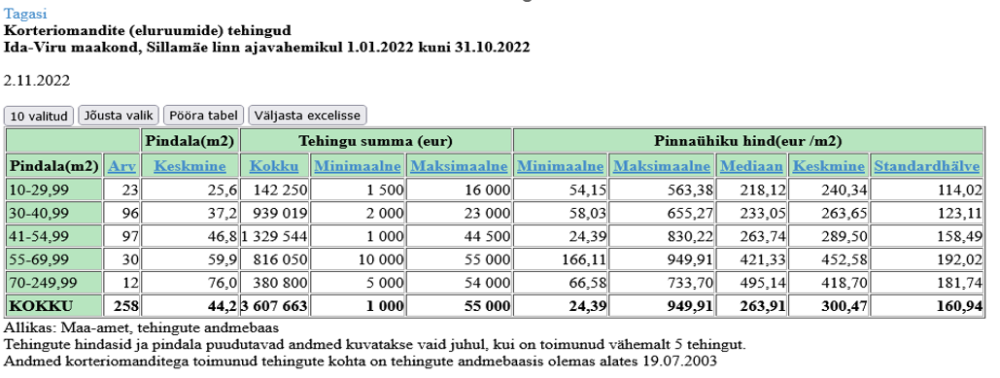 Tagasi
Korteriomandite (eluruumide) tehingud
Ida-Viru maakond, Sillamäe linn ajavahemikul 1.01.2022 kuni 31.10.2022
2.11.2022
10 valitud Jõusta valik Pööra tabel Väljasta excelisse
Pindala(m2) Tehingu summa (eur) Pinnaühiku hind(eur /m2)
Pindala(m2) Arv Keskmine Kokku Minimaalne Maksimaalne Minimaalne Maksimaalne Mediaan Keskmine Standardhälve
10-29,99 23 25,6 142 250 1 500 16 000 54,15 563,38 218,12 240,34 114,02
30-40,99 96 37,2 939 019 2 000 23 000 58,03 655,27 233,05 263,65 123,11
41-54,99 97 46,8 1 329 544 1 000 44 500 24,39 830,22 263,74 289,50 158,49
55-69,99 30 59,9 816 050 10 000 55 000 166,11 949,91 421,33 452,58 192,02
70-249,99 12 76,0 380 800 5 000 54 000 66,58 733,70 495,14 418,70 181,74
KOKKU 258 44,2 3 607 663 1 000 55 000 24,39 949,91 263,91 300,47 160,94
Allikas: Maa-amet, tehingute andmebaas
Tehingute hindasid ja pindala puudutavad andmed kuvatakse vaid juhul, kui on toimunud vähemalt 5 tehingut.
Andmed korteriomanditega toimunud tehingute kohta on tehingute andmebaasis olemas alates 19.07.2003